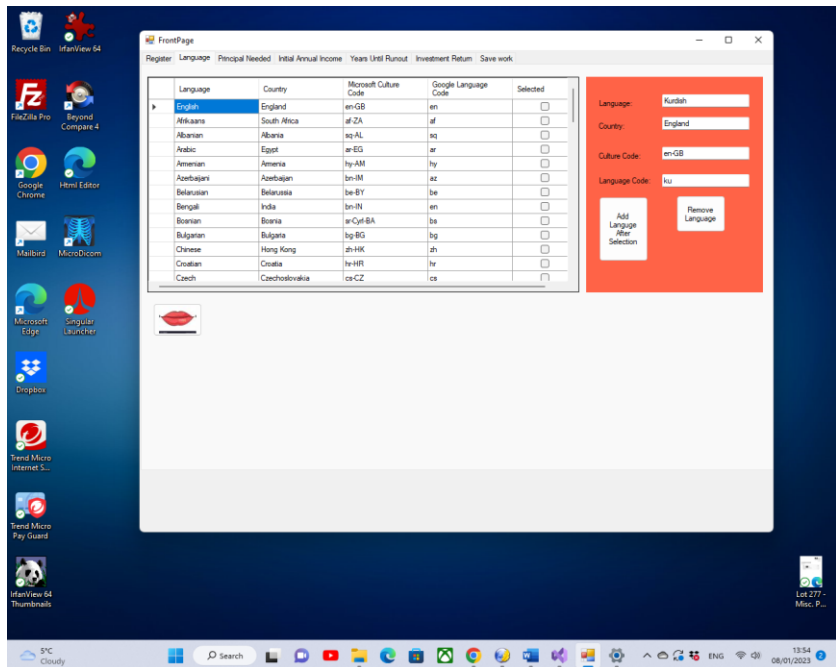 Recycle Bin
IrfanView 64
FileZilla Pro
Beyond
Compare 4
Google
Chrome
Html Editor
Mailbird
MicroDicom
Microsoft
Edge
Singular
Launcher
Dropbox
Trend Micro
Internet S...
Trend Micro
Pay Guard
IrfanView 64
Thumbnails
FrontPage
Register Language Principal Needed Initial Annual Income Years Until Runout Investment Return Save work
Language Country Microsoft Culture Code Google Language Code Selected
English England en-GB en
Afrikaans South Africa af-ZA af
Albanian Albania sq-AL sq
Arabic Egypt ar-EG ar
Armenian Armenia hy-AM hy
Azerbaijani Azerbaijan bn-IM az
Belarusian Belarussia be-BY be
Bengali India bn-IN en
Bosnian Bosnia sr-Cyrl-BA bs
Bulgarian Bulgaria bg-BG bg
Chinese Hong Kong zh-HK zh
Croatian Croatia hr-HR hr
Czech Czechoslovakia cs-CZ cs
Language: Kurdish
Country: England
Culture Code: en-GB
Language Code: ku
Add
Languge
After
Selection
Remove
Language
Lot 277 -
Misc. P...
5°C
Cloudy
Search
ENG
13:54
08/01/2023
2